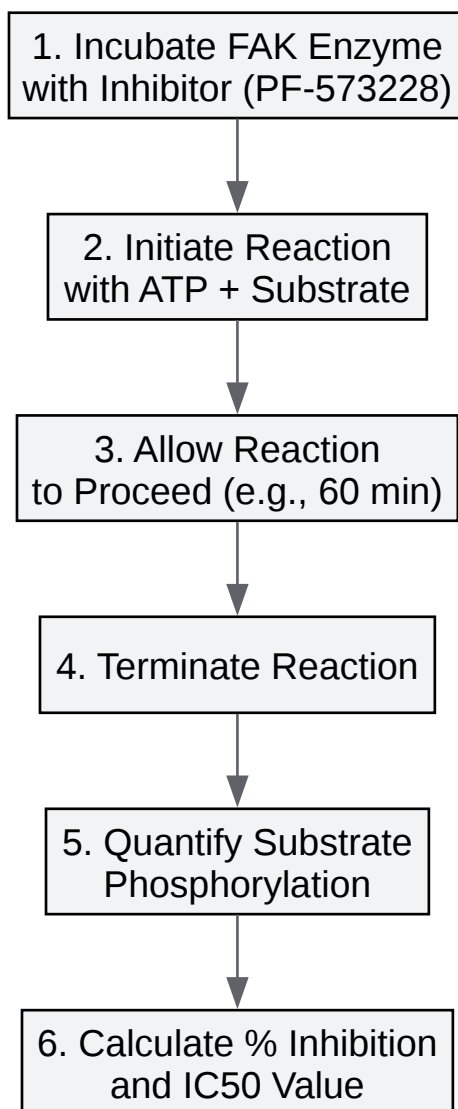 1. Incubate FAK Enzyme
with Inhibitor (PF-573228)
2. Initiate Reaction
with ATP + Substrate
3. Allow Reaction
to Proceed (e.g., 60 min)
4. Terminate Reaction
5. Quantify Substrate
Phosphorylation
6. Calculate % Inhibition
and IC50 Value